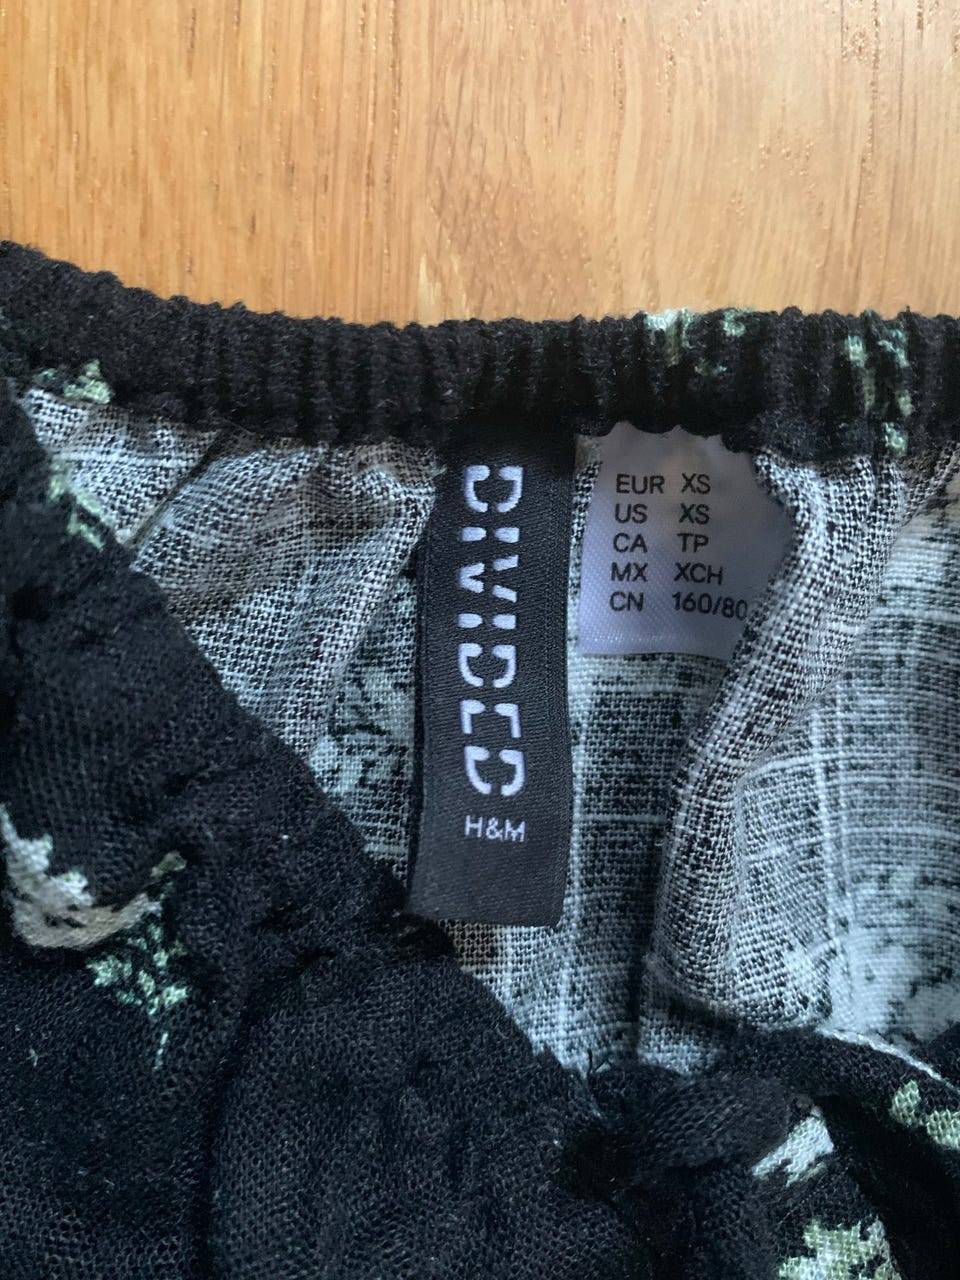 DIVIDED
H&M
EUR XS
US XS
CA TP
MX XCH
CN 160/80